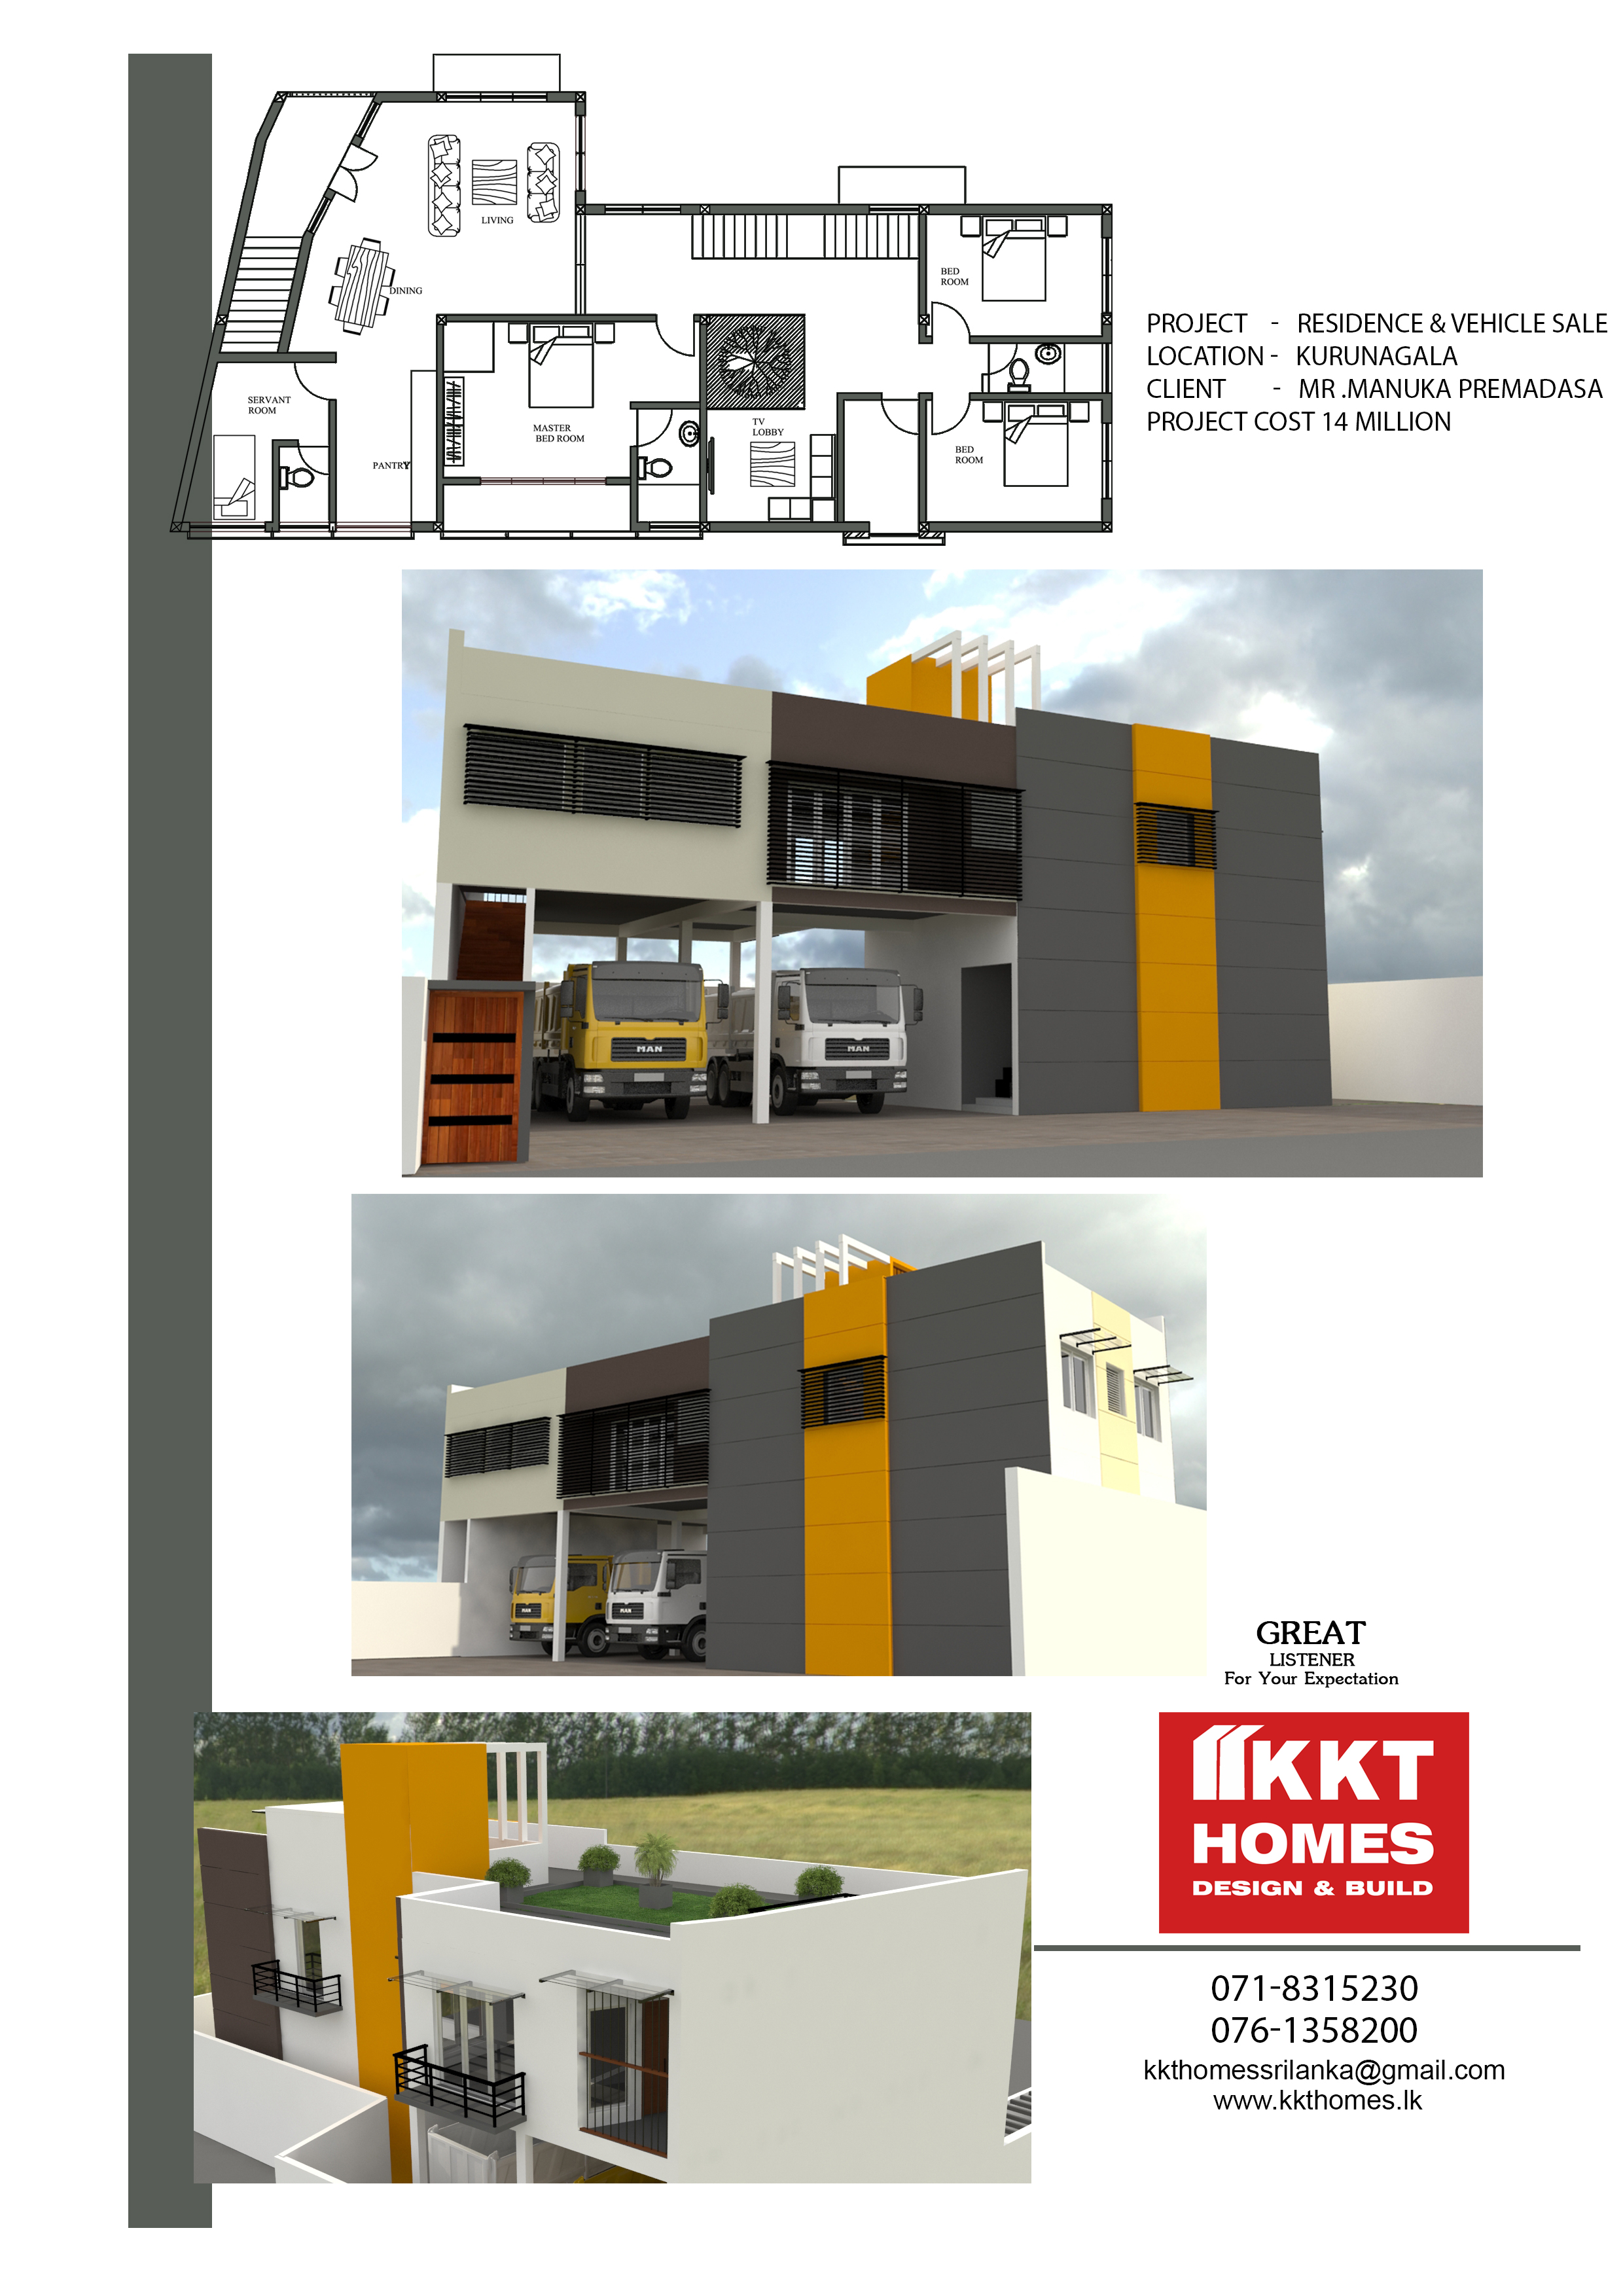 LIVING
DINING
BED
ROOM
SERVANT
ROOM
MASTER
BED ROOM
TV
LOBBY
PANTRY
BED
ROOM
PROJECT - RESIDENCE & VEHICLE SALE
LOCATION - KURUNAGALA
CLIENT - MR .MANUKA PREMADASA
PROJECT COST 14 MILLION
MAN
MAN
MAN
MAN
GREAT
LISTENER
For Your Expectation
KKT
HOMES
DESIGN & BUILD
071-8315230
076-1358200
kkthomessrilanka@gmail.com
www.kkthomes.lk